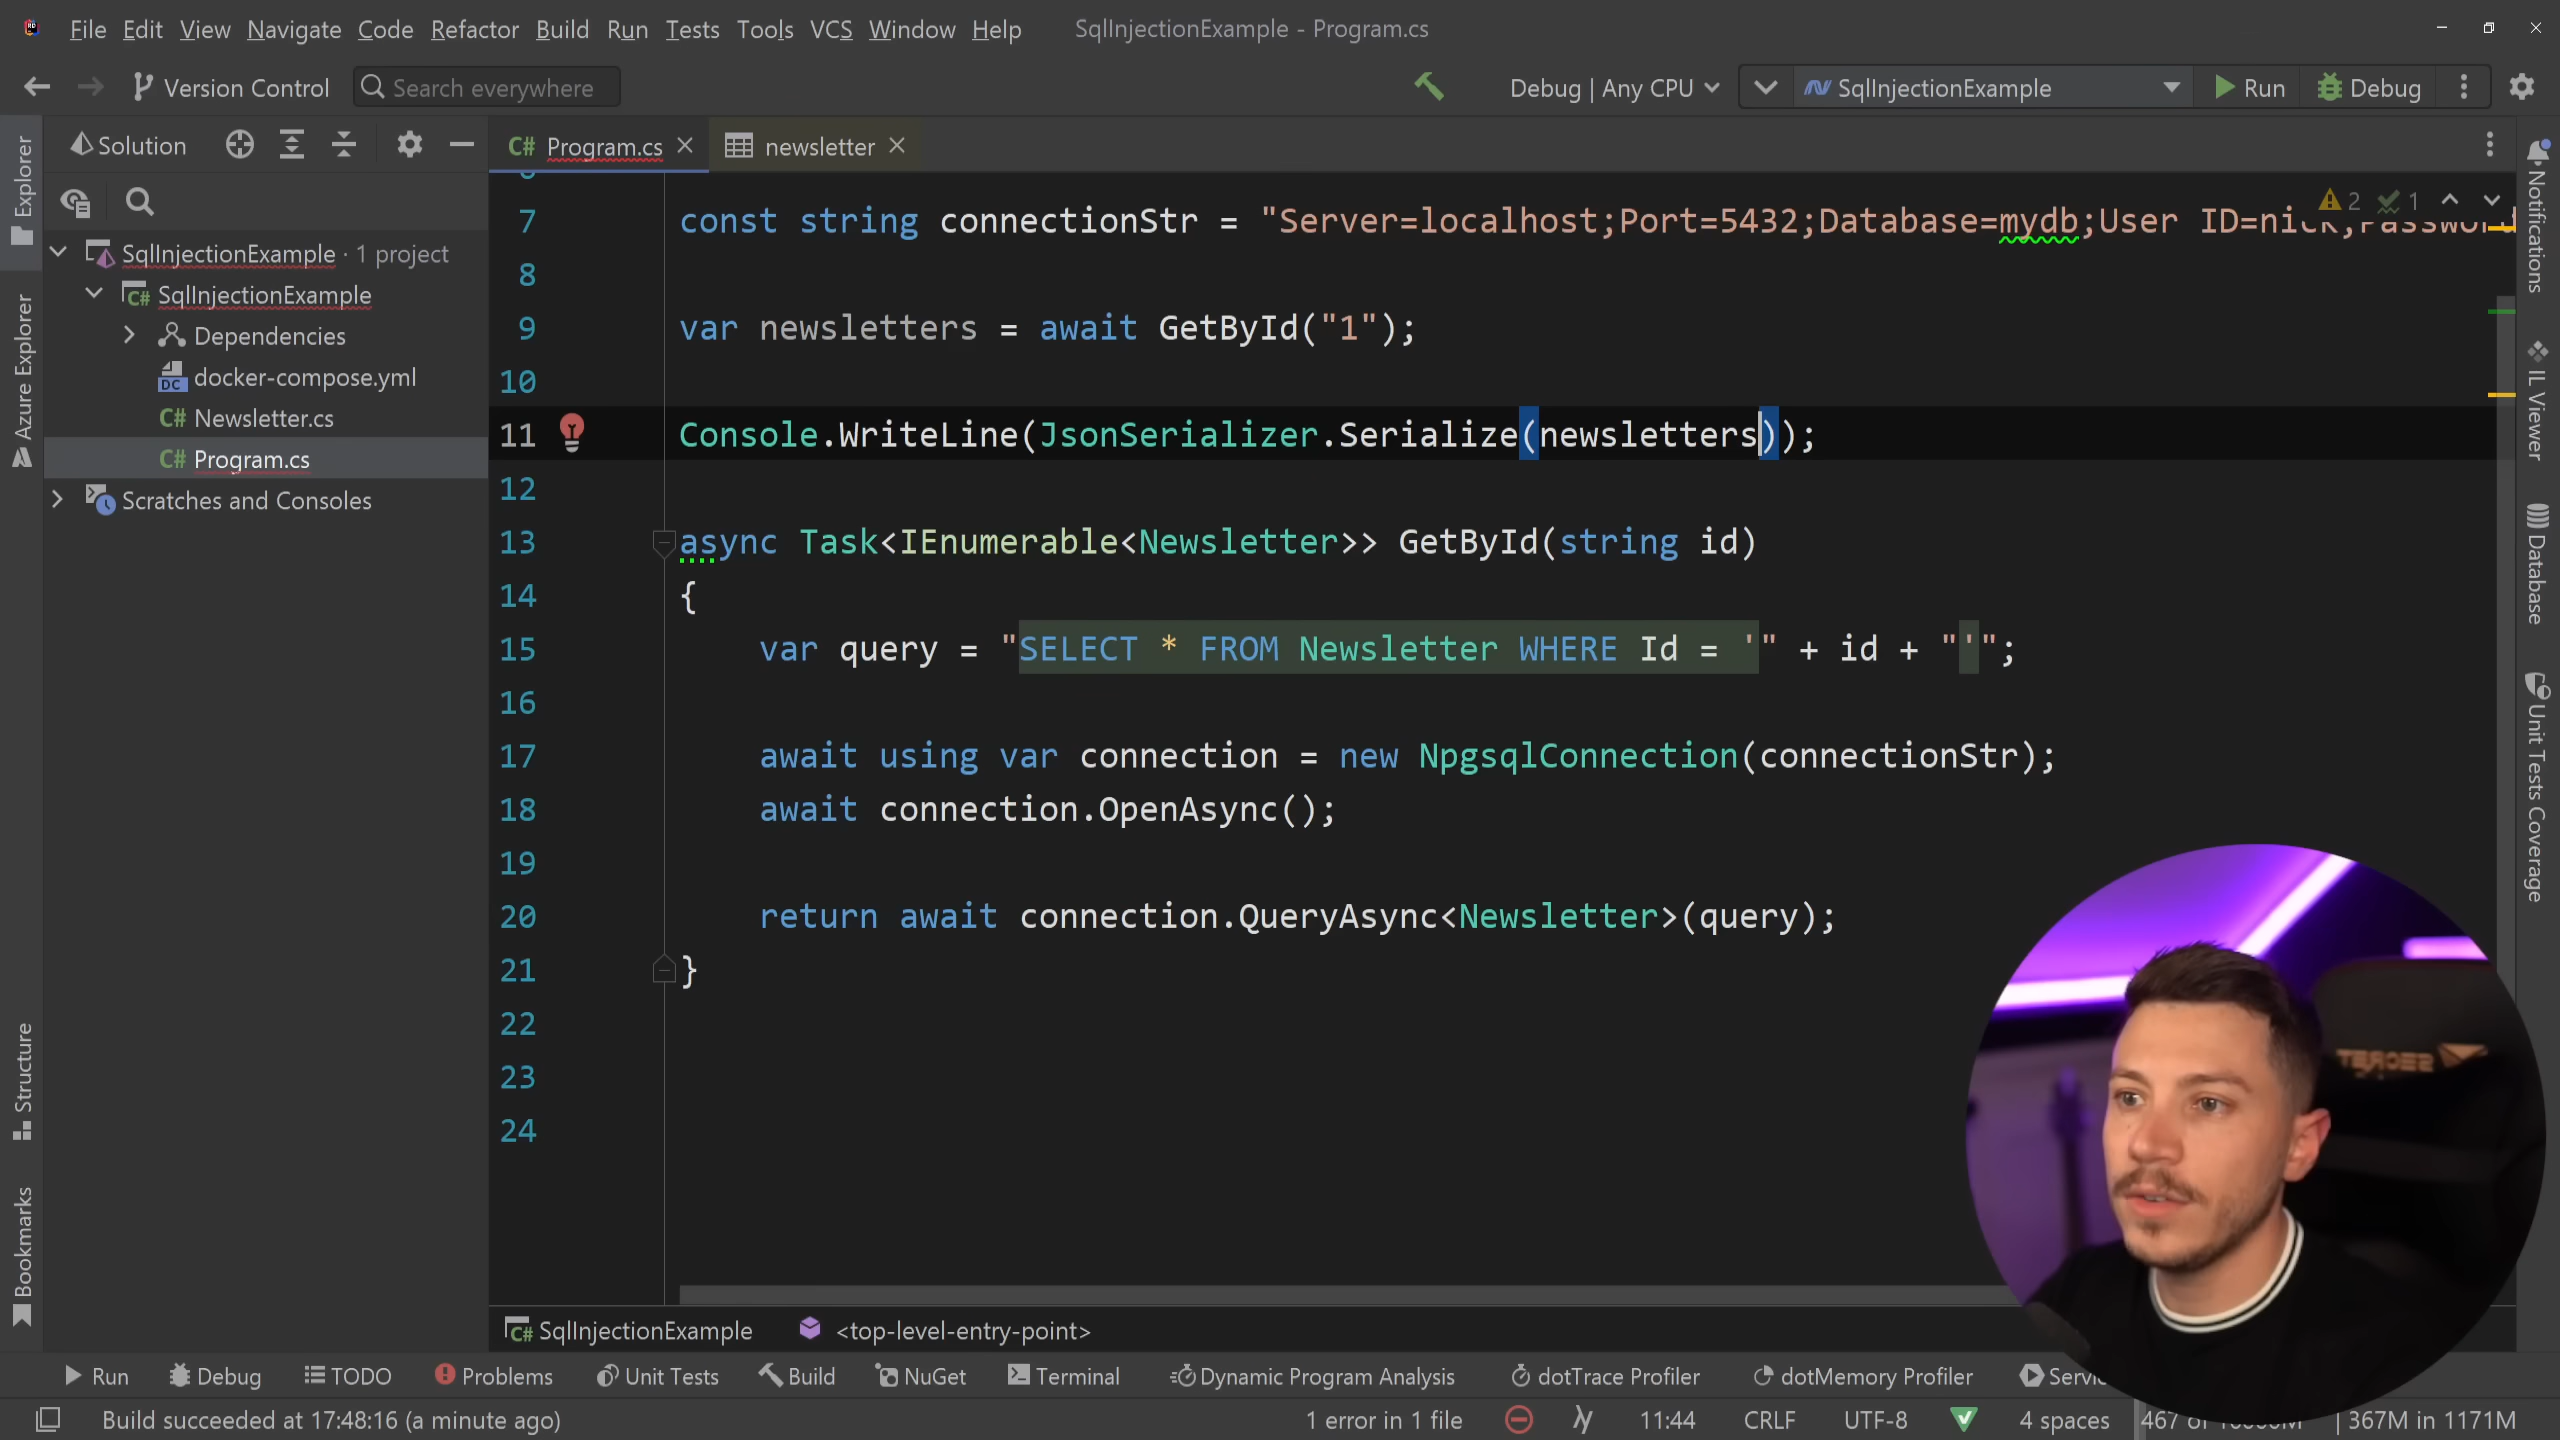 File Edit View Navigate Code Refactor Build Run Tests Tools VCS Window Help SqlInjectionExample - Program.cs
Version Control Search everywhere Debug | Any CPU SqlInjectionExample Run Debug
Explorer
Azure Explorer
Structure
Bookmarks
Solution
SqlInjectionExample · 1 project
SqlInjectionExample
Dependencies
docker-compose.yml
C# Newsletter.cs
C# Program.cs
Scratches and Consoles
C# Program.cs newsletter
2 1
7 const string connectionStr = "Server=localhost;Port=5432;Database=mydb;User ID=nick;Password
8
9 var newsletters = await GetById("1");
10
11 Console.WriteLine(JsonSerializer.Serialize(newsletters));
12
13 async Task<IEnumerable<Newsletter>> GetById(string id)
14 {
15 var query = "SELECT * FROM Newsletter WHERE Id = '" + id + "'";
16
17 await using var connection = new NpgsqlConnection(connectionStr);
18 await connection.OpenAsync();
19
20 return await connection.QueryAsync<Newsletter>(query);
21 }
22
23
24
Notifications
IL Viewer
Database
Unit Tests Coverage
SECRET
C# SqlInjectionExample <top-level-entry-point>
Run Debug TODO Problems Unit Tests Build NuGet Terminal Dynamic Program Analysis dotTrace Profiler dotMemory Profiler
Build succeeded at 17:48:16 (a minute ago) 1 error in 1 file 11:44 CRLF UTF-8 4 spaces 467 of 367M in 1171M